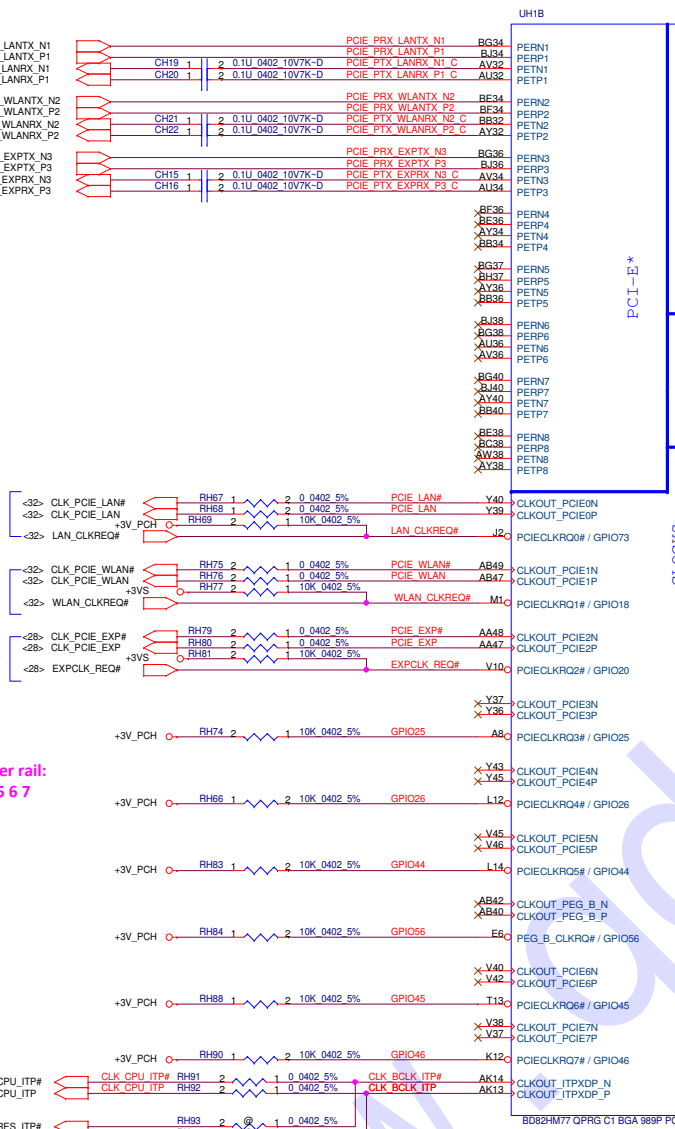 UH1B
LANTX_N1 PCIE_PRX_LANTX_N1 BG34 PERN1
LANTX_P1 PCIE_PRX_LANTX_P1 BJ34 PERP1
LANRX_N1 CH19 1 2 0.1U_0402_10V7K~D PCIE_PTX_LANRX_N1_C AV32 PETN1
LANRX_P1 CH20 1 2 0.1U_0402_10V7K~D PCIE_PTX_LANRX_P1_C AU32 PETP1
WLANTX_N2 PCIE_PRX_WLANTX_N2 BE34 PERN2
WLANTX_P2 PCIE_PRX_WLANTX_P2 BF34 PERP2
WLANRX_N2 CH21 1 2 0.1U_0402_10V7K~D PCIE_PTX_WLANRX_N2_C BB32 PETN2
WLANRX_P2 CH22 1 2 0.1U_0402_10V7K~D PCIE_PTX_WLANRX_P2_C AY32 PETP2
EXPTX_N3 PCIE_PRX_EXPTX_N3 BG36 PERN3
EXPTX_P3 PCIE_PRX_EXPTX_P3 BJ36 PERP3
EXPRX_N3 CH15 1 2 0.1U_0402_10V7K~D PCIE_PTX_EXPRX_N3_C AV34 PETN3
EXPRX_P3 CH16 1 2 0.1U_0402_10V7K~D PCIE_PTX_EXPRX_P3_C AU34 PETP3
BF36 PERN4
BE36 PERP4
AY34 PETN4
BB34 PETP4
PCI-E*
BG37 PERN5
BH37 PERP5
AY36 PETN5
BB36 PETP5
BJ38 PERN6
BG38 PERP6
AU36 PETN6
AV36 PETP6
BG40 PERN7
BJ40 PERP7
AY40 PETN7
BB40 PETP7
BE38 PERN8
BC38 PERP8
AW38 PETN8
AY38 PETP8
<32> CLK_PCIE_LAN# RH67 1 2 0_0402_5% PCIE_LAN# Y40 CLKOUT_PCIE0N
<32> CLK_PCIE_LAN RH68 1 2 0_0402_5% PCIE_LAN Y39 CLKOUT_PCIE0P
+3V_PCH RH69 2 1 10K_0402_5%
<32> LAN_CLKREQ# LAN_CLKREQ# J2 PCIECLKRQ0# / GPIO73
<32> CLK_PCIE_WLAN# RH75 2 1 0_0402_5% PCIE_WLAN# AB49 CLKOUT_PCIE1N
<32> CLK_PCIE_WLAN RH76 2 1 0_0402_5% PCIE_WLAN AB47 CLKOUT_PCIE1P
+3VS RH77 2 1 10K_0402_5%
<32> WLAN_CLKREQ# WLAN_CLKREQ# M1 PCIECLKRQ1# / GPIO18
<28> CLK_PCIE_EXP# RH79 2 1 0_0402_5% PCIE_EXP# AA48 CLKOUT_PCIE2N
<28> CLK_PCIE_EXP RH80 2 1 0_0402_5% PCIE_EXP AA47 CLKOUT_PCIE2P
+3VS RH81 2 1 10K_0402_5%
<28> EXPCLK_REQ# EXPCLK_REQ# V10 PCIECLKRQ2# / GPIO20
Y37 CLKOUT_PCIE3N
Y36 CLKOUT_PCIE3P
+3V_PCH RH74 2 1 10K_0402_5% GPIO25 A8 PCIECLKRQ3# / GPIO25
er rail:
Y43 CLKOUT_PCIE4N
Y45 CLKOUT_PCIE4P
5 6 7
+3V_PCH RH66 1 2 10K_0402_5% GPIO26 L12 PCIECLKRQ4# / GPIO26
V45 CLKOUT_PCIE5N
V46 CLKOUT_PCIE5P
+3V_PCH RH83 1 2 10K_0402_5% GPIO44 L14 PCIECLKRQ5# / GPIO44
AB42 CLKOUT_PEG_B_N
AB40 CLKOUT_PEG_B_P
+3V_PCH RH84 1 2 10K_0402_5% GPIO56 E6 PEG_B_CLKRQ# / GPIO56
V40 CLKOUT_PCIE6N
V42 CLKOUT_PCIE6P
+3V_PCH RH88 1 2 10K_0402_5% GPIO45 T13 PCIECLKRQ6# / GPIO45
V38 CLKOUT_PCIE7N
V37 CLKOUT_PCIE7P
+3V_PCH RH90 1 2 10K_0402_5% GPIO46 K12 PCIECLKRQ7# / GPIO46
CPU_ITP# CLK_CPU_ITP# RH91 2 1 0_0402_5% CLK_BCLK_ITP# AK14 CLKOUT_ITPXDP_N
CPU_ITP CLK_CPU_ITP RH92 2 1 0_0402_5% CLK_BCLK_ITP AK13 CLKOUT_ITPXDP_P
RES_ITP# RH93 2 @ 1 0_0402_5%
BD82HM77 QPRG C1 BGA 989P PC